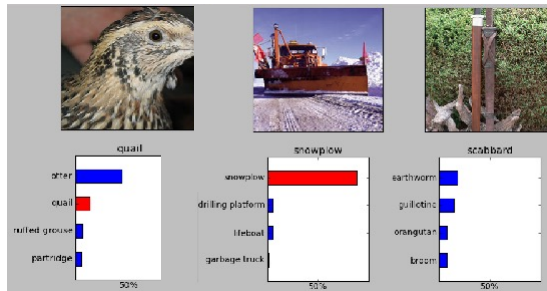 quail
otter
quail
ruffed grouse
partridge
50%
snowplow
snowplow
drilling platform
lifeboat
garbage truck
50%
scabbard
earthworm
guillotine
orangutan
broom
50%